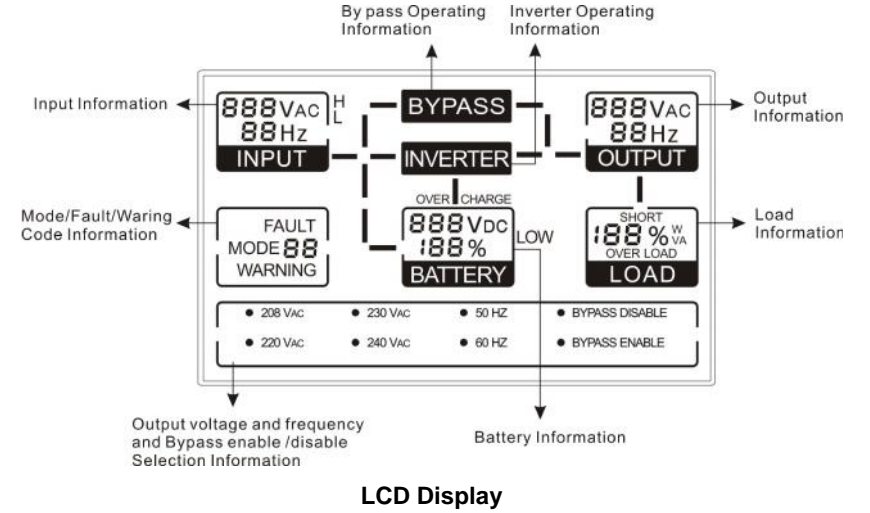 By pass Operating
Information
Inverter Operating
Information
Input Information
888VAC H
L
88Hz
INPUT
BYPASS
INVERTER
888VAC
88Hz
OUTPUT
Output
Information
Mode/Fault/Waring
Code Information
FAULT
MODE 88
WARNING
OVER CHARGE
888VDC
188%
LOW
BATTERY
SHORT
188% W
VA
OVER LOAD
LOAD
Load
Information
208 VAC 230 VAC 50 HZ BYPASS DISABLE
220 VAC 240 VAC 60 HZ BYPASS ENABLE
Output voltage and frequency
and Bypass enable /disable
Selection Information
Battery Information
LCD Display